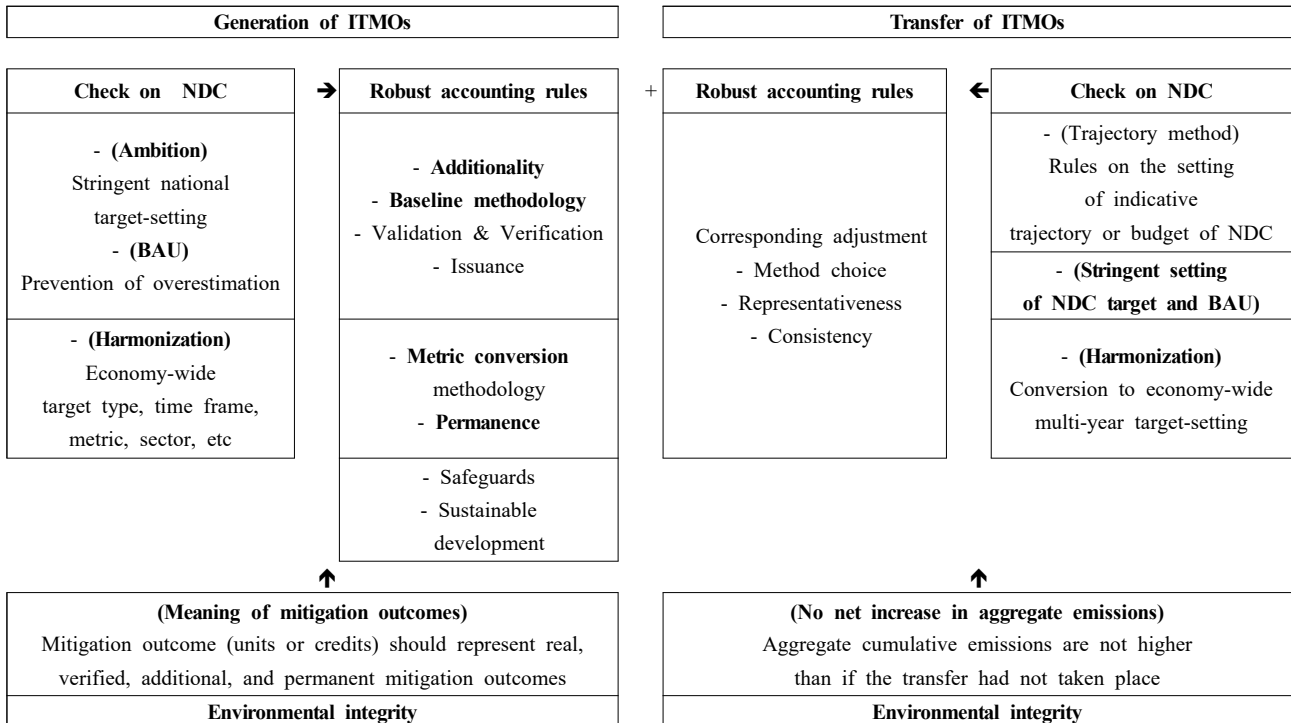 Generation of ITMOs
Transfer of ITMOs
Check on NDC
➔
Robust accounting rules
+
Robust accounting rules
🡸
Check on NDC
- (Ambition)
Stringent national
target-setting
- (BAU)
Prevention of overestimation
- (Harmonization)
Economy-wide
target type, time frame,
metric, sector, etc
- Additionality
- Baseline methodology
- Validation & Verification
- Issuance
- Metric conversion
methodology
- Permanence
- Safeguards
- Sustainable
development
Corresponding adjustment
- Method choice
- Representativeness
- Consistency
- (Trajectory method)
Rules on the setting
of indicative
trajectory or budget of NDC
- (Stringent setting
of NDC target and BAU)
- (Harmonization)
Conversion to economy-wide
multi-year target-setting
(Meaning of mitigation outcomes)
Mitigation outcome (units or credits) should represent real,
verified, additional, and permanent mitigation outcomes
Environmental integrity
(No net increase in aggregate emissions)
Aggregate cumulative emissions are not higher
than if the transfer had not taken place
Environmental integrity